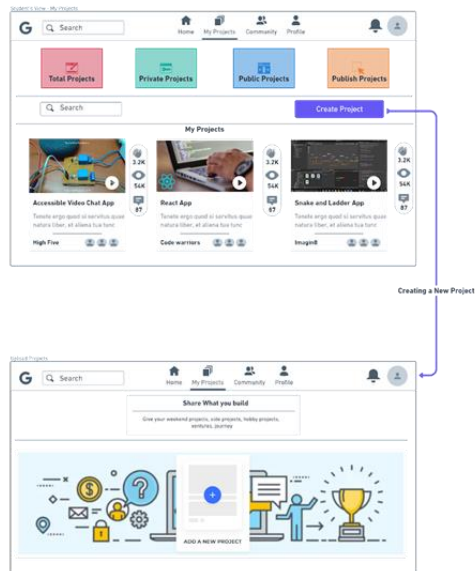 Student's View - My Projects
G
Search
Home
My Projects
Community
Profile
Total Projects
Private Projects
Public Projects
Publish Projects
Search
Create Project
My Projects
3.2K
56K
87
3.2K
56K
87
3.2K
56K
87
Accessible Video Chat App
React App
Snake and Ladder App
Tenete ergo quod si servitus quae
natura liber, et aliena tua tunc
Tenete ergo quod si servitus quae
natura liber, et aliena tua tunc
Tenete ergo quod si servitus quae
natura liber, et aliena tua tunc
High Five
Code warriors
Imagin8
Creating a New Project
Upload Projects
G
Search
Home
My Projects
Community
Profile
Share What you build
Give your weekend projects, side projects, hobby projects,
ventures, journey
ADD A NEW PROJECT